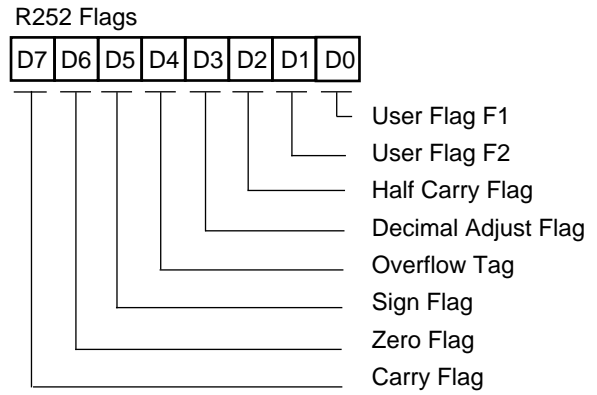 R252 Flags
D7 D6 D5 D4 D3 D2 D1 D0
User Flag F1
User Flag F2
Half Carry Flag
Decimal Adjust Flag
Overflow Tag
Sign Flag
Zero Flag
Carry Flag